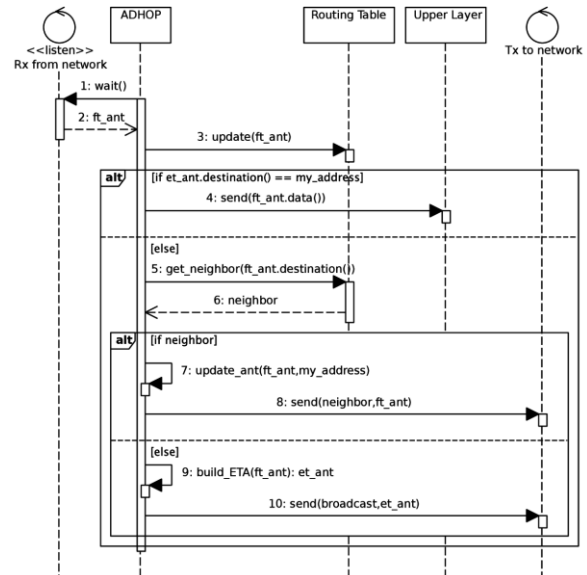 ADHOP
Routing Table
Upper Layer
<<listen>>
Rx from network
Tx to network
1: wait()
2: ft_ant
3: update(ft_ant)
alt
[if et_ant.destination() == my_address]
4: send(ft_ant.data())
[else]
5: get_neighbor(ft_ant.destination())
6: neighbor
alt
[if neighbor]
7: update_ant(ft_ant,my_address)
8: send(neighbor,ft_ant)
[else]
9: build_ETA(ft_ant): et_ant
10: send(broadcast,et_ant)